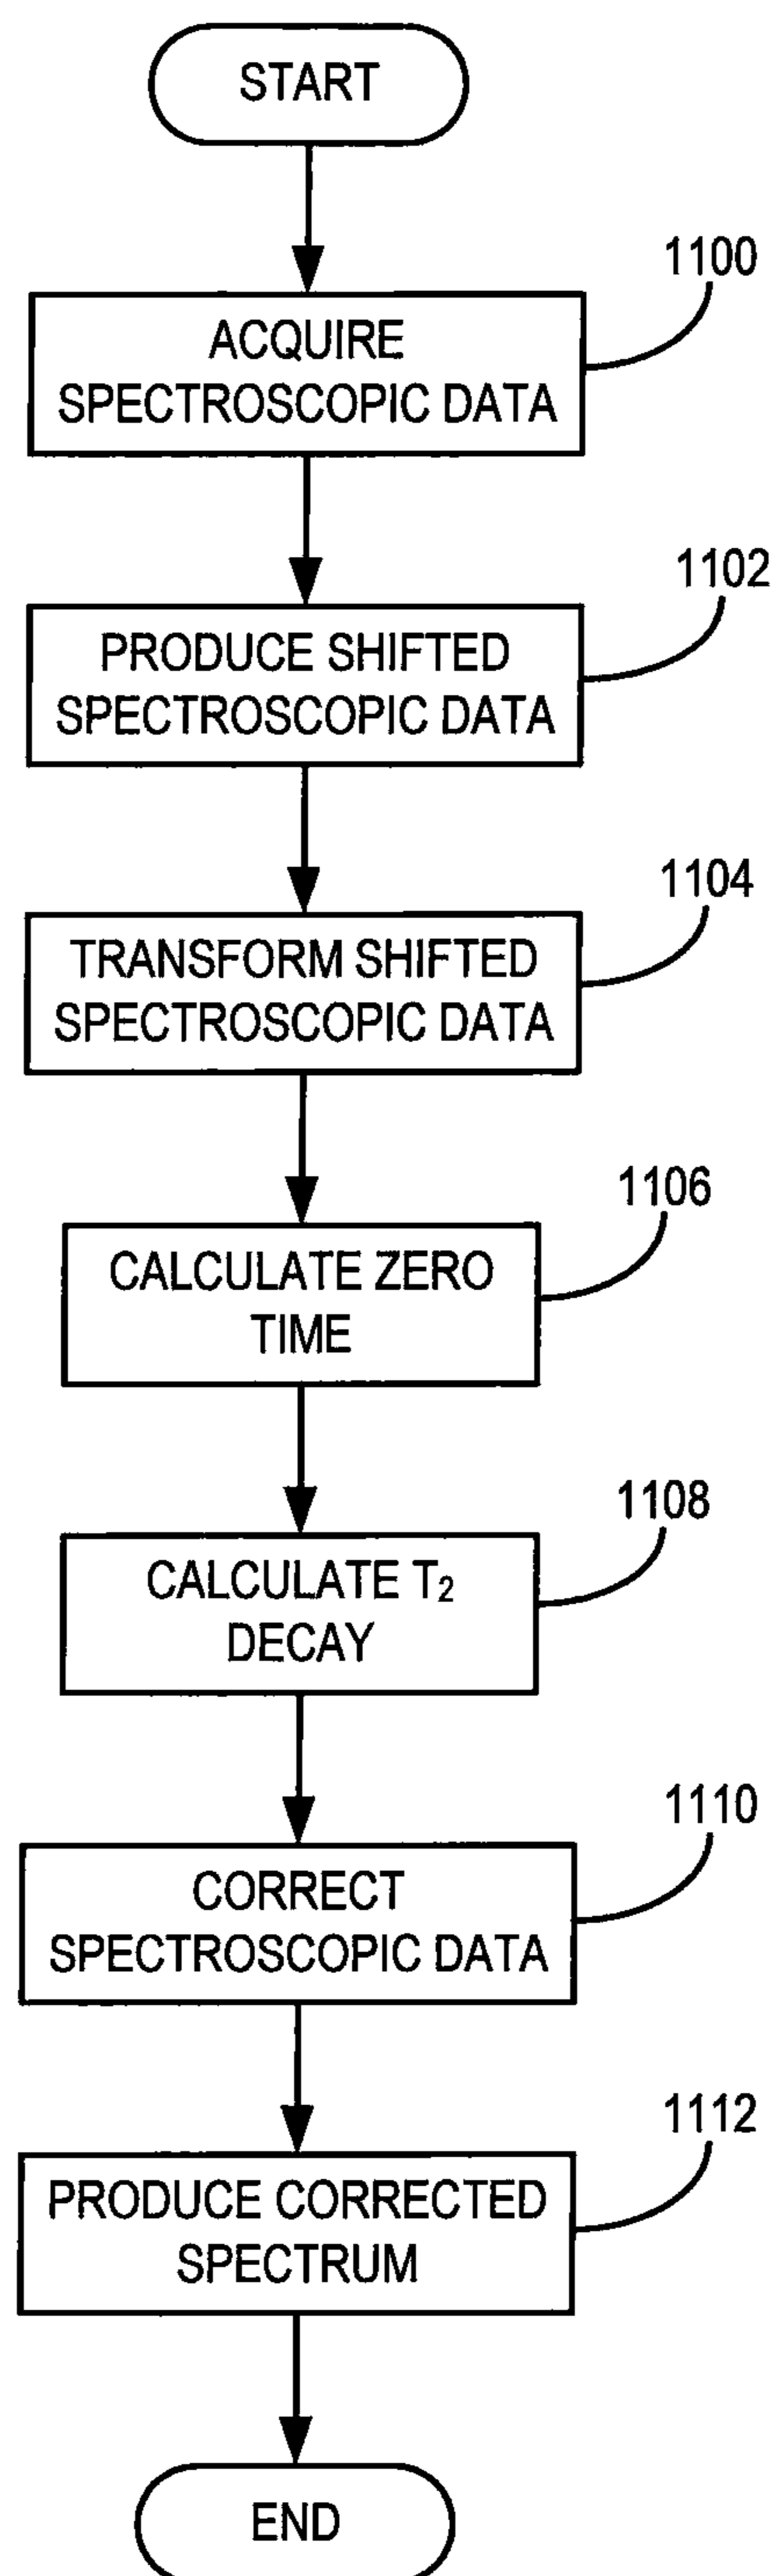 START
1100
ACQUIRE
SPECTROSCOPIC DATA
1102
PRODUCE SHIFTED
SPECTROSCOPIC DATA
1104
TRANSFORM SHIFTED
SPECTROSCOPIC DATA
1106
CALCULATE ZERO
TIME
1108
CALCULATE T₂
DECAY
1110
CORRECT
SPECTROSCOPIC DATA
1112
PRODUCE CORRECTED
SPECTRUM
END